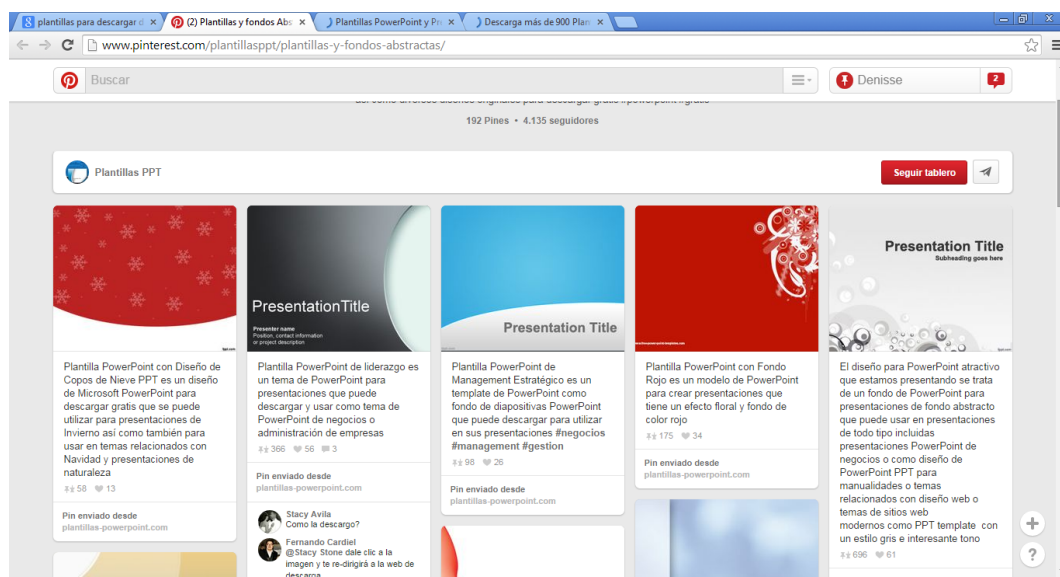 plantillas para descargar d
(2) Plantillas y fondos Abs
Plantillas PowerPoint y Pr
Descarga más de 900 Plan
www.pinterest.com/plantillasppt/plantillas-y-fondos-abstractas/
Buscar
Denisse
2
192 Pines • 4.135 seguidores
Plantillas PPT
Seguir tablero
Plantilla PowerPoint con Diseño de
Copos de Nieve PPT es un diseño
de Microsoft PowerPoint para
descargar gratis que se puede
utilizar para presentaciones de
Invierno así como también para
usar en temas relacionados con
Navidad y presentaciones de
naturaleza
58 13
Pin enviado desde
plantillas-powerpoint.com
PresentationTitle
Presenter name
Position, contact information
or project description
Plantilla PowerPoint de liderazgo es
un tema de PowerPoint para
presentaciones que puede
descargar y usar como tema de
PowerPoint de negocios o
administración de empresas
366 56 3
Pin enviado desde
plantillas-powerpoint.com
Stacy Avila
Como la descargo?
Fernando Cardiel
@Stacy Stone dale clic a la
imagen y te re-dirigirá a la web de
descarga
Presentation Title
Plantilla PowerPoint de
Management Estratégico es un
template de PowerPoint como
fondo de diapositivas PowerPoint
que puede descargar para utilizar
en sus presentaciones #negocios
#management #gestion
98 26
Pin enviado desde
plantillas-powerpoint.com
Plantilla PowerPoint con Fondo
Rojo es un modelo de PowerPoint
para crear presentaciones que
tiene un efecto floral y fondo de
color rojo
175 34
Pin enviado desde
plantillas-powerpoint.com
Presentation Title
Subheading goes here
El diseño para PowerPoint atractivo
que estamos presentando se trata
de un fondo de PowerPoint para
presentaciones de fondo abstracto
que puede usar en presentaciones
de todo tipo incluidas
presentaciones PowerPoint de
negocios o como diseño de
PowerPoint PPT para
manualidades o temas
relacionados con diseño web o
temas de sitios web
modernos como PPT template con
un estilo gris e interesante tono
696 61
+
?